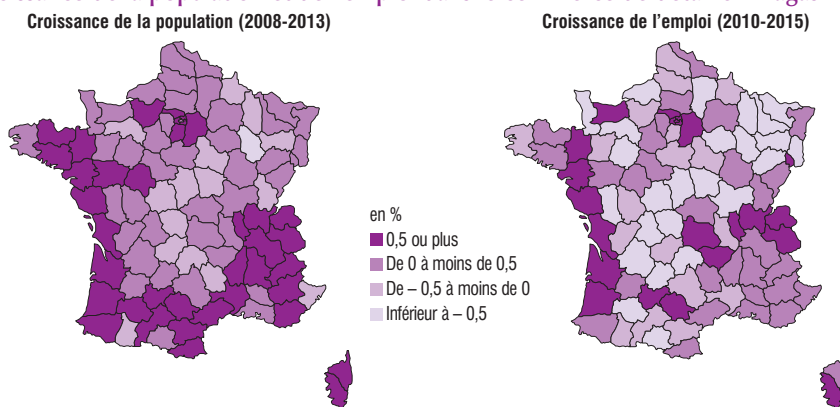 Croissance de la population (2008-2013)
Croissance de l’emploi (2010-2015)
en %
0,5 ou plus
De 0 à moins de 0,5
De – 0,5 à moins de 0
Inférieur à – 0,5